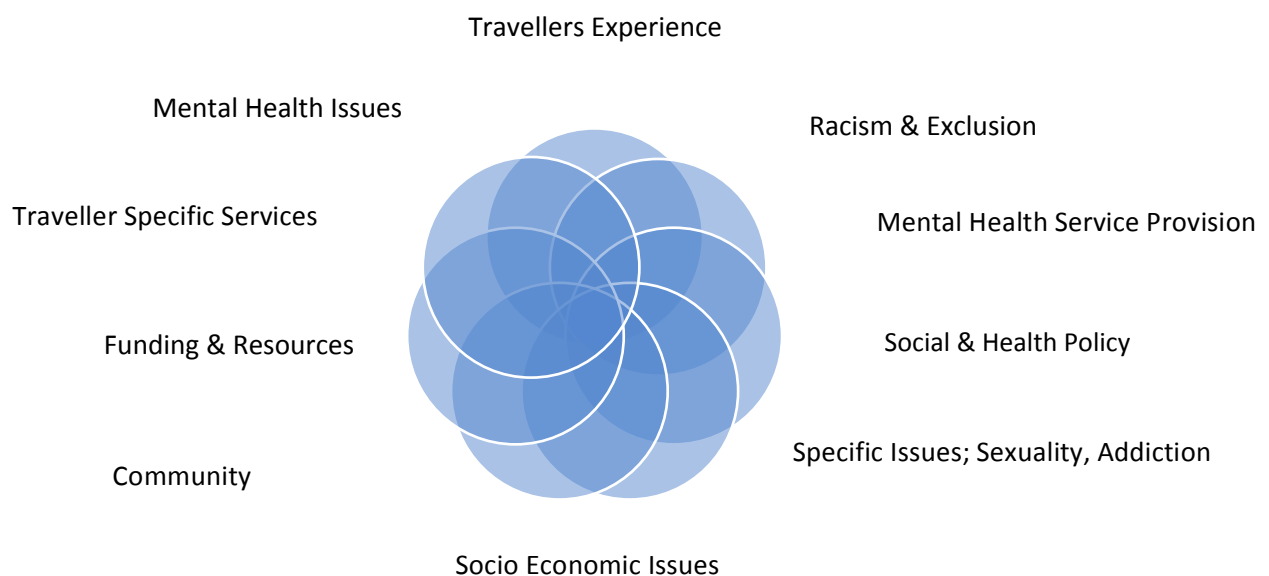 Travellers Experience
Mental Health Issues
Racism & Exclusion
Traveller Specific Services
Mental Health Service Provision
Funding & Resources
Social & Health Policy
Specific Issues; Sexuality, Addiction
Community
Socio Economic Issues